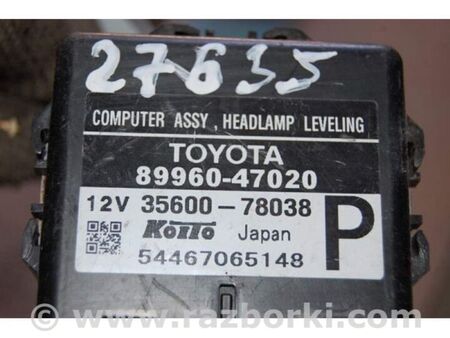 27635
COMPUTER ASSY, HEADLAMP LEVELING
TOYOTA
89960-47020
12V 35600-78038
KOITO Japan P
54467065148
www.razborki.com